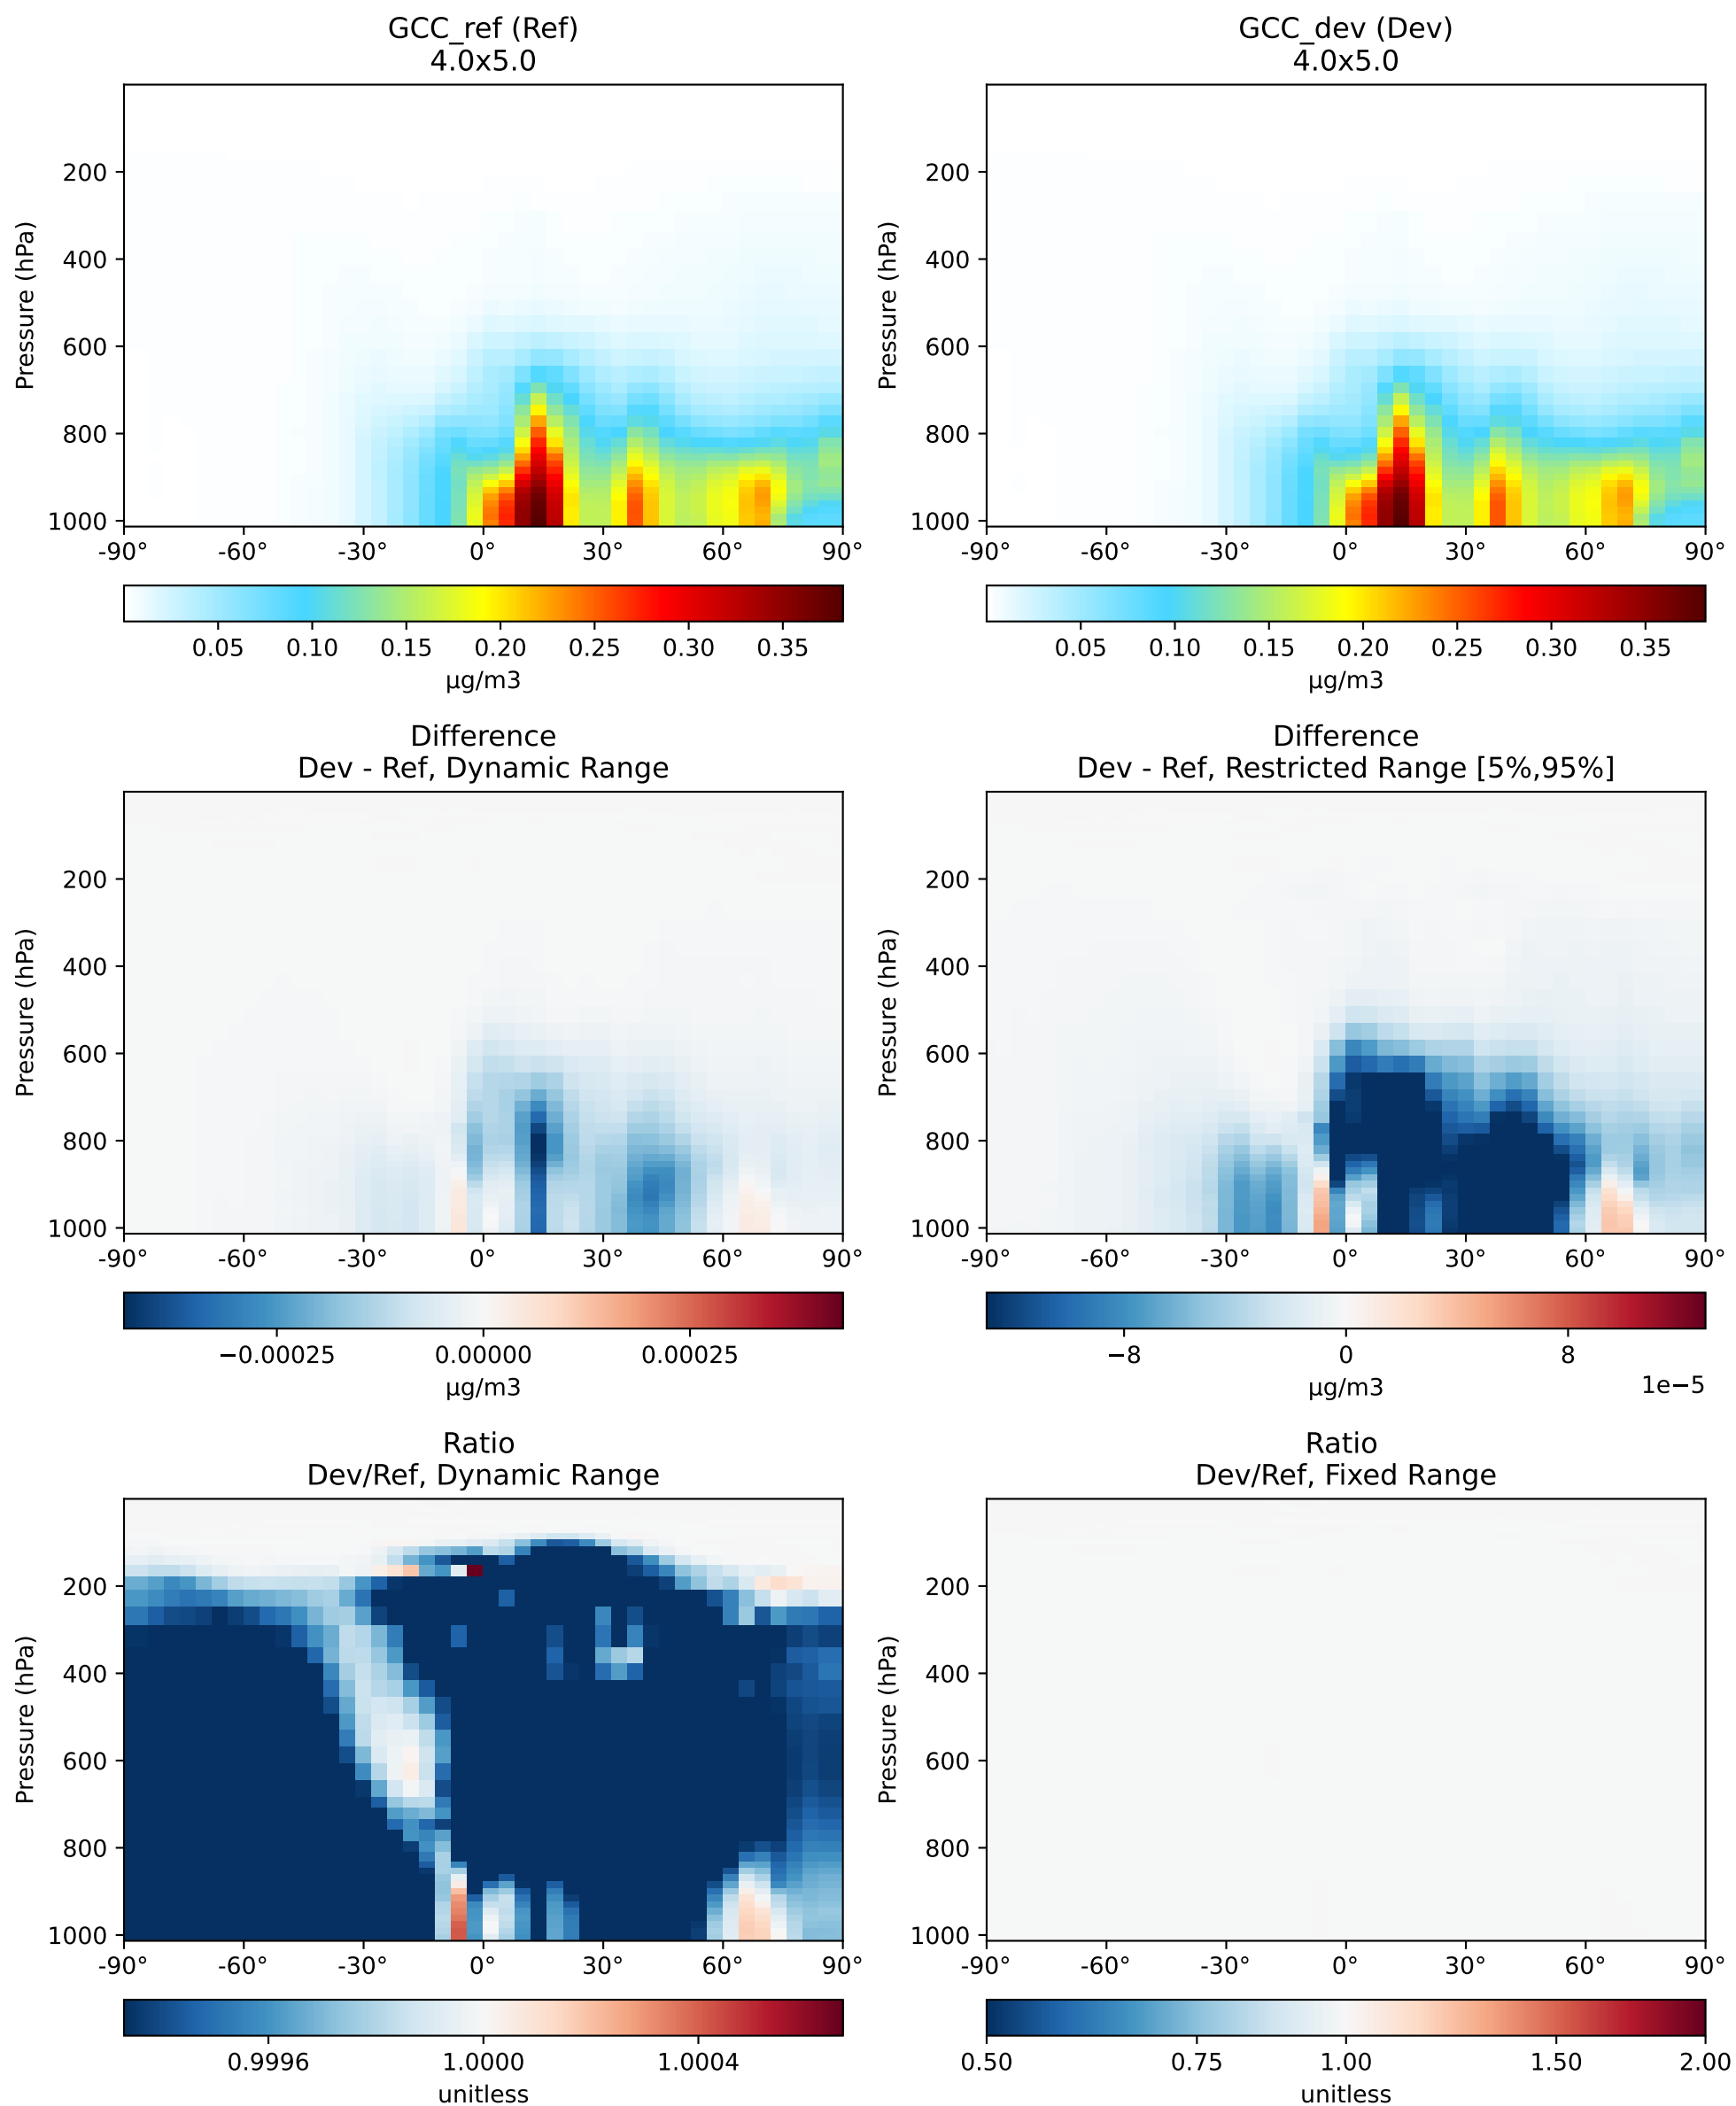 GCC_ref (Ref)
4.0x5.0
Pressure (hPa)
200
400
600
800
1000
-90° -60° -30° 0° 30° 60° 90°
0.05 0.10 0.15 0.20 0.25 0.30 0.35
µg/m3
GCC_dev (Dev)
4.0x5.0
Pressure (hPa)
200
400
600
800
1000
-90° -60° -30° 0° 30° 60° 90°
0.05 0.10 0.15 0.20 0.25 0.30 0.35
µg/m3
Difference
Dev - Ref, Dynamic Range
Pressure (hPa)
200
400
600
800
1000
-90° -60° -30° 0° 30° 60° 90°
−0.00025 0.00000 0.00025
µg/m3
Difference
Dev - Ref, Restricted Range [5%,95%]
Pressure (hPa)
200
400
600
800
1000
-90° -60° -30° 0° 30° 60° 90°
−8 0 8
µg/m3
1e−5
Ratio
Dev/Ref, Dynamic Range
Pressure (hPa)
200
400
600
800
1000
-90° -60° -30° 0° 30° 60° 90°
0.9996 1.0000 1.0004
unitless
Ratio
Dev/Ref, Fixed Range
Pressure (hPa)
200
400
600
800
1000
-90° -60° -30° 0° 30° 60° 90°
0.50 0.75 1.00 1.50 2.00
unitless